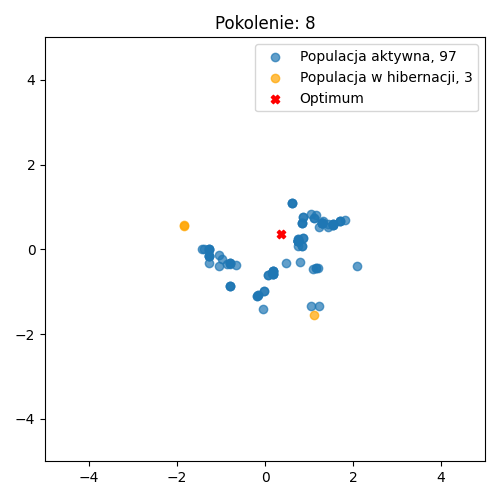 Pokolenie: 8
Populacja aktywna, 97
Populacja w hibernacji, 3
Optimum
4
2
0
−2
−4
−4
−2
0
2
4